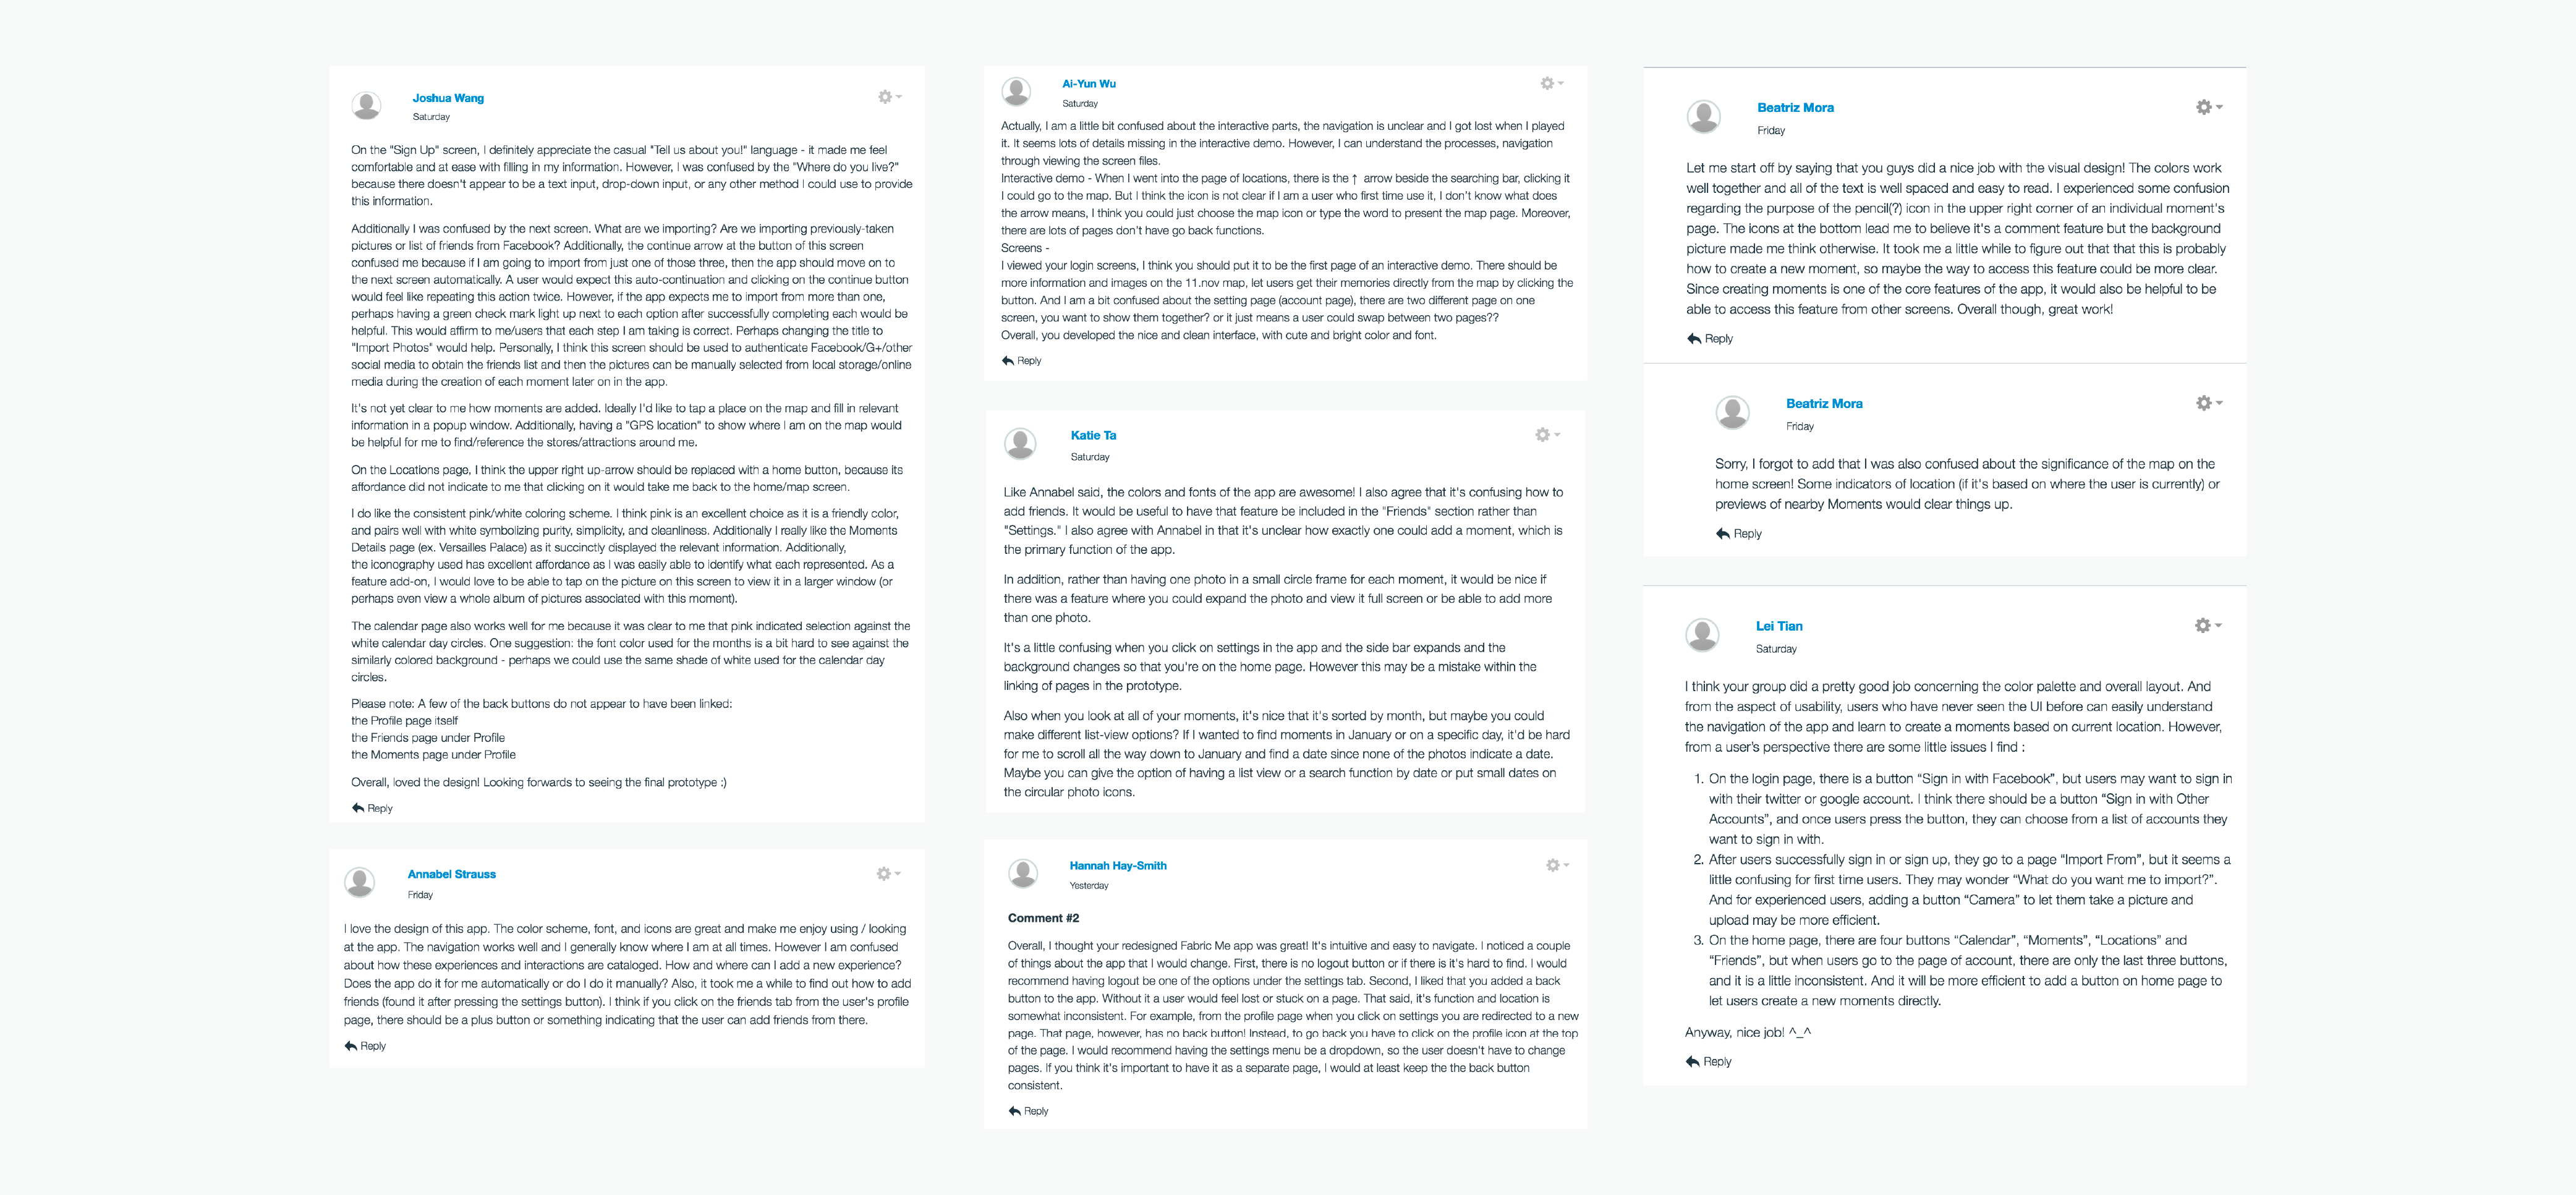 Joshua Wang
Saturday
On the "Sign Up" screen, I definitely appreciate the casual "Tell us about you!" language - it made me feel
comfortable and at ease with filling in my information. However, I was confused by the "Where do you live?"
because there doesn't appear to be a text input, drop-down input, or any other method I could use to provide
this information.
Additionally I was confused by the next screen. What are we importing? Are we importing previously-taken
pictures or list of friends from Facebook? Additionally, the continue arrow at the button of this screen
confused me because if I am going to import from just one of those three, then the app should move on to
the next screen automatically. A user would expect this auto-continuation and clicking on the continue button
would feel like repeating this action twice. However, if the app expects me to import from more than one,
perhaps having a green check mark light up next to each option after successfully completing each would be
helpful. This would affirm to me/users that each step I am taking is correct. Perhaps changing the title to
"Import Photos" would help. Personally, I think this screen should be used to authenticate Facebook/G+/other
social media to obtain the friends list and then the pictures can be manually selected from local storage/online
media during the creation of each moment later on in the app.
It's not yet clear to me how moments are added. Ideally I'd like to tap a place on the map and fill in relevant
information in a popup window. Additionally, having a "GPS location" to show where I am on the map would
be helpful for me to find/reference the stores/attractions around me.
On the Locations page, I think the upper right up-arrow should be replaced with a home button, because its
affordance did not indicate to me that clicking on it would take me back to the home/map screen.
I do like the consistent pink/white coloring scheme. I think pink is an excellent choice as it is a friendly color,
and pairs well with white symbolizing purity, simplicity, and cleanliness. Additionally I really like the Moments
Details page (ex. Versailles Palace) as it succinctly displayed the relevant information. Additionally,
the iconography used has excellent affordance as I was easily able to identify what each represented. As a
feature add-on, I would love to be able to tap on the picture on this screen to view it in a larger window (or
perhaps even view a whole album of pictures associated with this moment).
The calendar page also works well for me because it was clear to me that pink indicated selection against the
white calendar day circles. One suggestion: the font color used for the months is a bit hard to see against the
similarly colored background - perhaps we could use the same shade of white used for the calendar day
circles.
Please note: A few of the back buttons do not appear to have been linked:
the Profile page itself
the Friends page under Profile
the Moments page under Profile
Overall, loved the design! Looking forwards to seeing the final prototype :)
Reply
Annabel Strauss
Friday
I love the design of this app. The color scheme, font, and icons are great and make me enjoy using / looking
at the app. The navigation works well and I generally know where I am at all times. However I am confused
about how these experiences and interactions are cataloged. How and where can I add a new experience?
Does the app do it for me automatically or do I do it manually? Also, it took me a while to find out how to add
friends (found it after pressing the settings button). I think if you click on the friends tab from the user's profile
page, there should be a plus button or something indicating that the user can add friends from there.
Reply
Ai-Yun Wu
Saturday
Actually, I am a little bit confused about the interactive parts, the navigation is unclear and I got lost when I played
it. It seems lots of details missing in the interactive demo. However, I can understand the processes, navigation
through viewing the screen files.
Interactive demo - When I went into the page of locations, there is the ↑ arrow beside the searching bar, clicking it
I could go to the map. But I think the icon is not clear if I am a user who first time use it, I don't know what does
the arrow means, I think you could just choose the map icon or type the word to present the map page. Moreover,
there are lots of pages don't have go back functions.
Screens -
I viewed your login screens, I think you should put it to be the first page of an interactive demo. There should be
more information and images on the 11.nov map, let users get their memories directly from the map by clicking the
button. And I am a bit confused about the setting page (account page), there are two different page on one
screen, you want to show them together? or it just means a user could swap between two pages??
Overall, you developed the nice and clean interface, with cute and bright color and font.
Reply
Katie Ta
Saturday
Like Annabel said, the colors and fonts of the app are awesome! I also agree that it's confusing how to
add friends. It would be useful to have that feature be included in the "Friends" section rather than
"Settings." I also agree with Annabel in that it's unclear how exactly one could add a moment, which is
the primary function of the app.
In addition, rather than having one photo in a small circle frame for each moment, it would be nice if
there was a feature where you could expand the photo and view it full screen or be able to add more
than one photo.
It's a little confusing when you click on settings in the app and the side bar expands and the
background changes so that you're on the home page. However this may be a mistake within the
linking of pages in the prototype.
Also when you look at all of your moments, it's nice that it's sorted by month, but maybe you could
make different list-view options? If I wanted to find moments in January or on a specific day, it'd be hard
for me to scroll all the way down to January and find a date since none of the photos indicate a date.
Maybe you can give the option of having a list view or a search function by date or put small dates on
the circular photo icons.
Hannah Hay-Smith
Yesterday
Comment #2
Overall, I thought your redesigned Fabric Me app was great! It's intuitive and easy to navigate. I noticed a couple
of things about the app that I would change. First, there is no logout button or if there is it's hard to find. I would
recommend having logout be one of the options under the settings tab. Second, I liked that you added a back
button to the app. Without it a user would feel lost or stuck on a page. That said, it's function and location is
somewhat inconsistent. For example, from the profile page when you click on settings you are redirected to a new
page. That page, however, has no back button! Instead, to go back you have to click on the profile icon at the top
of the page. I would recommend having the settings menu be a dropdown, so the user doesn't have to change
pages. If you think it's important to have it as a separate page, I would at least keep the the back button
consistent.
Reply
Beatriz Mora
Friday
Let me start off by saying that you guys did a nice job with the visual design! The colors work
well together and all of the text is well spaced and easy to read. I experienced some confusion
regarding the purpose of the pencil(?) icon in the upper right corner of an individual moment's
page. The icons at the bottom lead me to believe it's a comment feature but the background
picture made me think otherwise. It took me a little while to figure out that that this is probably
how to create a new moment, so maybe the way to access this feature could be more clear.
Since creating moments is one of the core features of the app, it would also be helpful to be
able to access this feature from other screens. Overall though, great work!
Reply
Beatriz Mora
Friday
Sorry, I forgot to add that I was also confused about the significance of the map on the
home screen! Some indicators of location (if it's based on where the user is currently) or
previews of nearby Moments would clear things up.
Reply
Lei Tian
Saturday
I think your group did a pretty good job concerning the color palette and overall layout. And
from the aspect of usability, users who have never seen the UI before can easily understand
the navigation of the app and learn to create a moments based on current location. However,
from a user's perspective there are some little issues I find :
1. On the login page, there is a button “Sign in with Facebook”, but users may want to sign in
with their twitter or google account. I think there should be a button “Sign in with Other
Accounts”, and once users press the button, they can choose from a list of accounts they
want to sign in with.
2. After users successfully sign in or sign up, they go to a page “Import From”, but it seems a
little confusing for first time users. They may wonder “What do you want me to import?”.
And for experienced users, adding a button “Camera” to let them take a picture and
upload may be more efficient.
3. On the home page, there are four buttons “Calendar”, “Moments”, “Locations” and
“Friends”, but when users go to the page of account, there are only the last three buttons,
and it is a little inconsistent. And it will be more efficient to add a button on home page to
let users create a new moments directly.
Anyway, nice job! ^_^
Reply